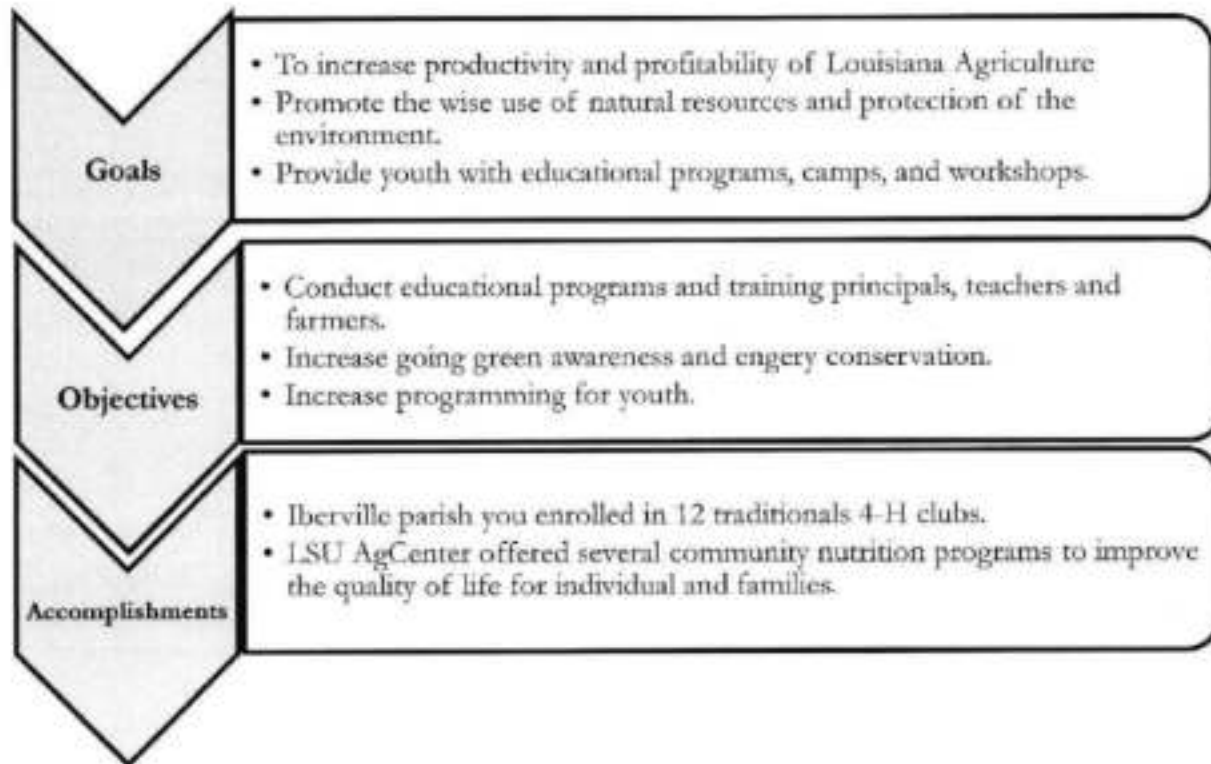 Goals
• To increase productivity and profitability of Louisiana Agriculture
• Promote the wise use of natural resources and protection of the
environment.
• Provide youth with educational programs, camps, and workshops.
Objectives
• Conduct educational programs and training principals, teachers and
farmers.
• Increase going green awareness and engery conservation.
• Increase programming for youth.
Accomplishments
• Iberville parish you enrolled in 12 traditionals 4-H clubs.
• LSU AgCenter offered several community nutrition programs to improve
the quality of life for individual and families.